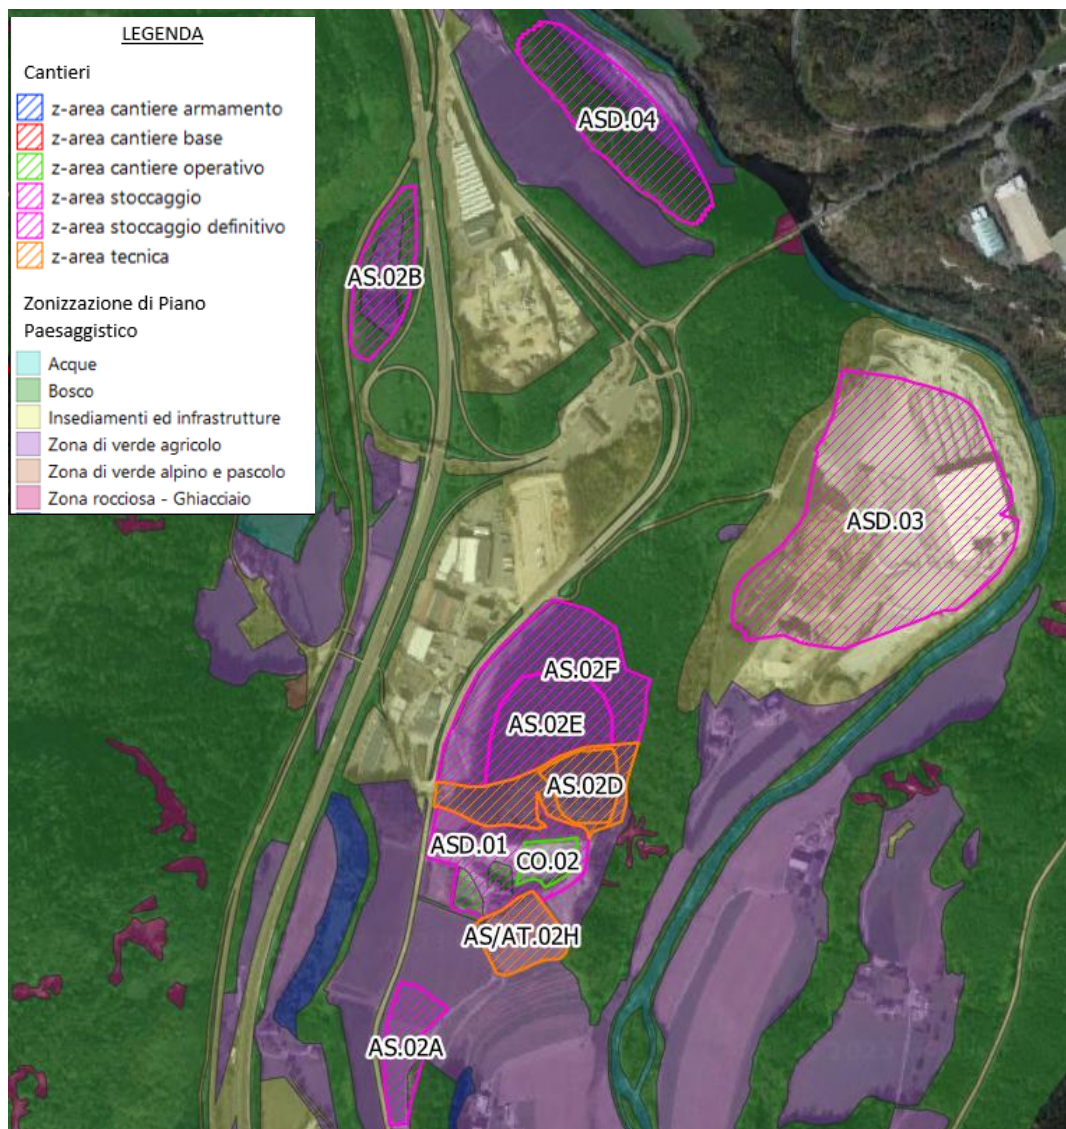 LEGENDA
Cantieri
z-area cantiere armamento
z-area cantiere base
z-area cantiere operativo
z-area stoccaggio
z-area stoccaggio definitivo
z-area tecnica
Zonizzazione di Piano
Paesaggistico
Acque
Bosco
Insediamenti ed infrastrutture
Zona di verde agricolo
Zona di verde alpino e pascolo
Zona rocciosa - Ghiacciaio
ASD.04
AS.02B
ASD.03
AS.02F
AS.02E
AS.02D
ASD.01
CO.02
AS/AT.02H
AS.02A